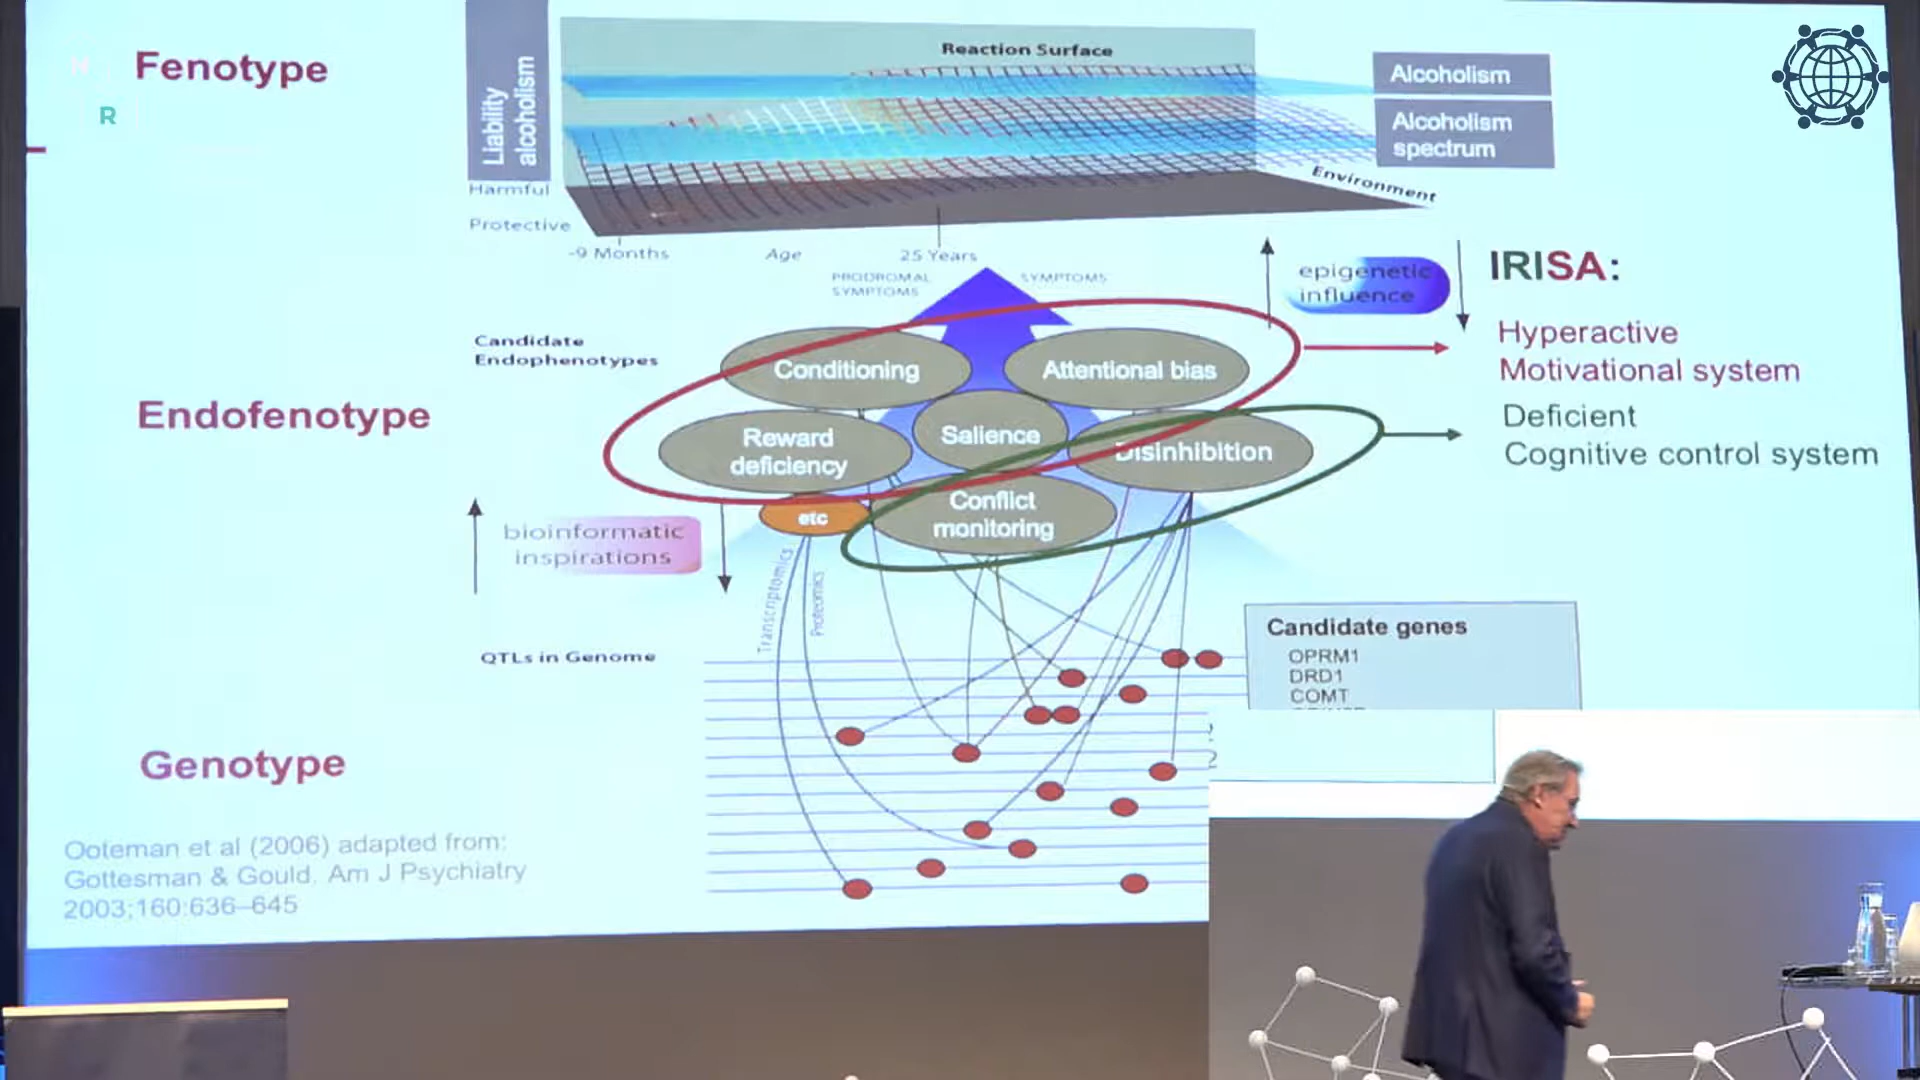 Fenotype
R
Liability
alcoholism
Harmful
Protective
Reaction Surface
Alcoholism
Alcoholism
spectrum
Environment
-9 Months
Age
25 Years
PRODROMAL
SYMPTOMS
SYMPTOMS
epigenetic
influence
IRISA:
Hyperactive
Motivational system
Deficient
Cognitive control system
Candidate
Endophenotypes
Endofenotype
Conditioning
Attentional bias
Reward
deficiency
Salience
Disinhibition
Conflict
monitoring
etc
bioinformatic
inspirations
Transcriptomics
Proteomics
QTLs in Genome
Candidate genes
OPRM1
DRD1
COMT
Genotype
Ooteman et al (2006) adapted from:
Gottesman & Gould. Am J Psychiatry
2003;160:636–645